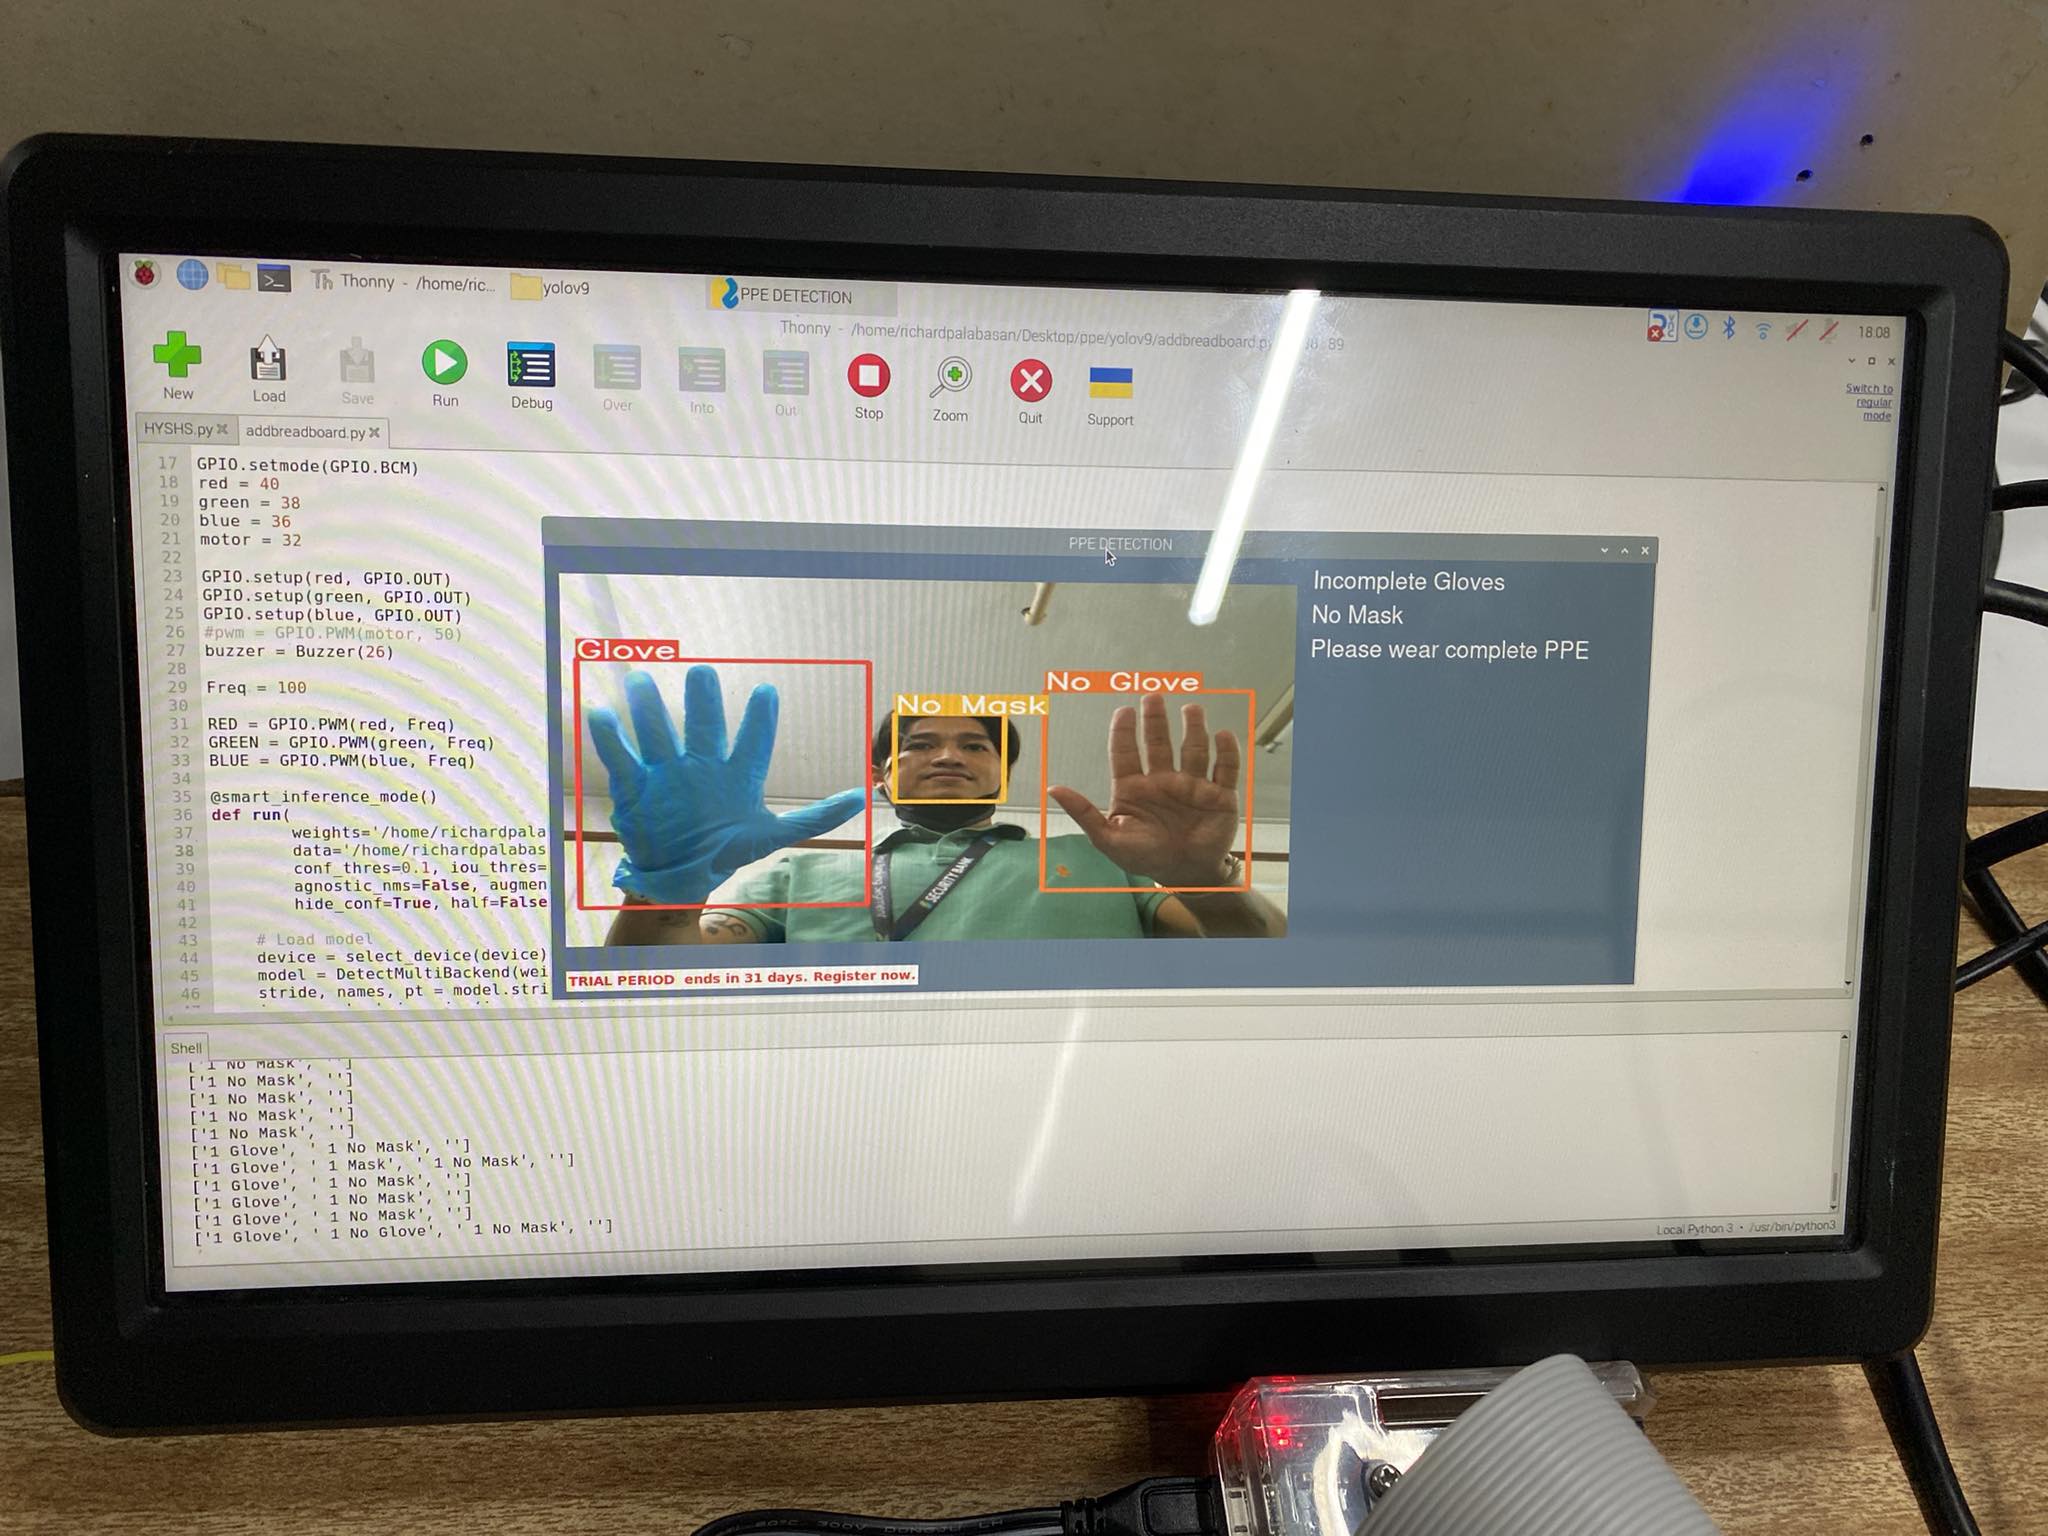 Thonny - /home/ric...
yolov9
PPE DETECTION
18:08
Thonny - /home/richardpalabasan/Desktop/ppe/yolov9/addbreadboard.py
89
New
Load
Save
Run
Debug
Over
Into
Out
Stop
Zoom
Quit
Support
Switch to
regular
mode
HYSHS.py
addbreadboard.py
17 GPIO.setmode(GPIO.BCM)
18 red = 40
19 green = 38
20 blue = 36
21 motor = 32
22
23 GPIO.setup(red, GPIO.OUT)
24 GPIO.setup(green, GPIO.OUT)
25 GPIO.setup(blue, GPIO.OUT)
26 #pwm = GPIO.PWM(motor, 50)
27 buzzer = Buzzer(26)
28
29 Freq = 100
30
31 RED = GPIO.PWM(red, Freq)
32 GREEN = GPIO.PWM(green, Freq)
33 BLUE = GPIO.PWM(blue, Freq)
34
35 @smart_inference_mode()
36 def run(
37 weights='/home/richardpala
38 data='/home/richardpalabas
39 conf_thres=0.1, iou_thres=
40 agnostic_nms=False, augmen
41 hide_conf=True, half=False
42
43 # Load model
44 device = select_device(device)
45 model = DetectMultiBackend(wei
46 stride, names, pt = model.stri
PPE DETECTION
Glove
No Mask
No Glove
SECURITY BANK
Incomplete Gloves
No Mask
Please wear complete PPE
TRIAL PERIOD ends in 31 days. Register now.
Shell
['1 No Mask', '']
['1 No Mask', '']
['1 No Mask', '']
['1 No Mask', '']
['1 No Mask', '']
['1 Glove', ' 1 No Mask', '']
['1 Glove', ' 1 Mask', ' 1 No Mask', '']
['1 Glove', ' 1 No Mask', '']
['1 Glove', ' 1 No Mask', '']
['1 Glove', ' 1 No Mask', '']
['1 Glove', ' 1 No Glove', ' 1 No Mask', '']
Local Python 3 • /usr/bin/python3
300V